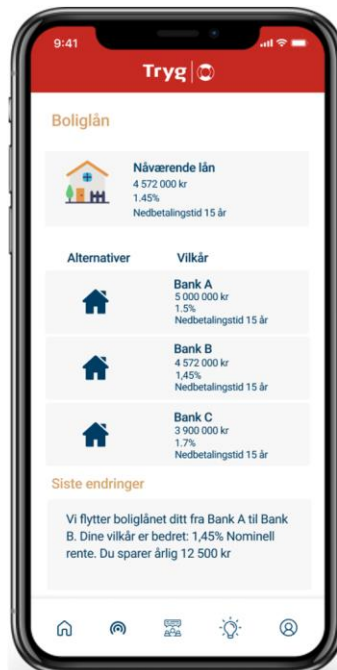 9:41
Tryg
Boliglån
Nåværende lån
4 572 000 kr
1.45%
Nedbetalingstid 15 år
Alternativer Vilkår
Bank A
5 000 000 kr
1.5%
Nedbetalingstid 15 år
Bank B
4 572 000 kr
1,45%
Nedbetalingstid 15 år
Bank C
3 900 000 kr
1.7%
Nedbetalingstid 15 år
Siste endringer
Vi flytter boliglånet ditt fra Bank A til Bank
B. Dine vilkår er bedret: 1,45% Nominell
rente. Du sparer årlig 12 500 kr